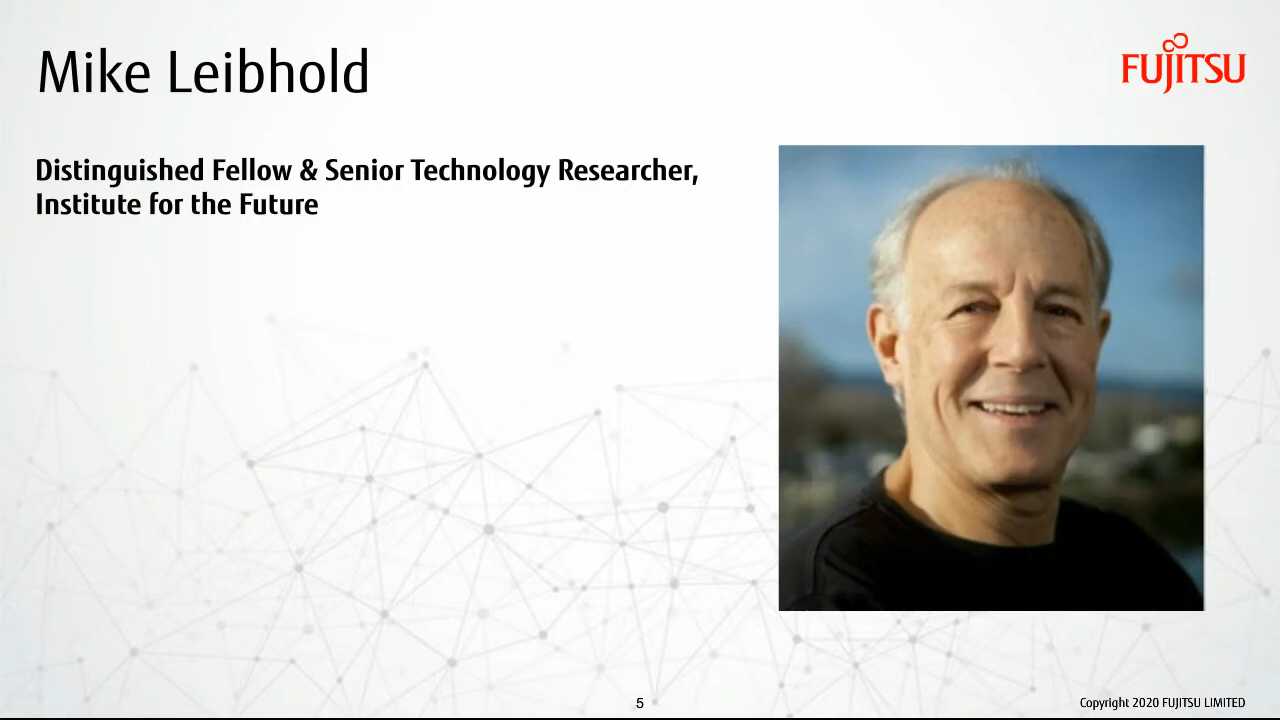 Mike Leibhold
FUJITSU
Distinguished Fellow & Senior Technology Researcher,
Institute for the Future
5
Copyright 2020 FUJITSU LIMITED